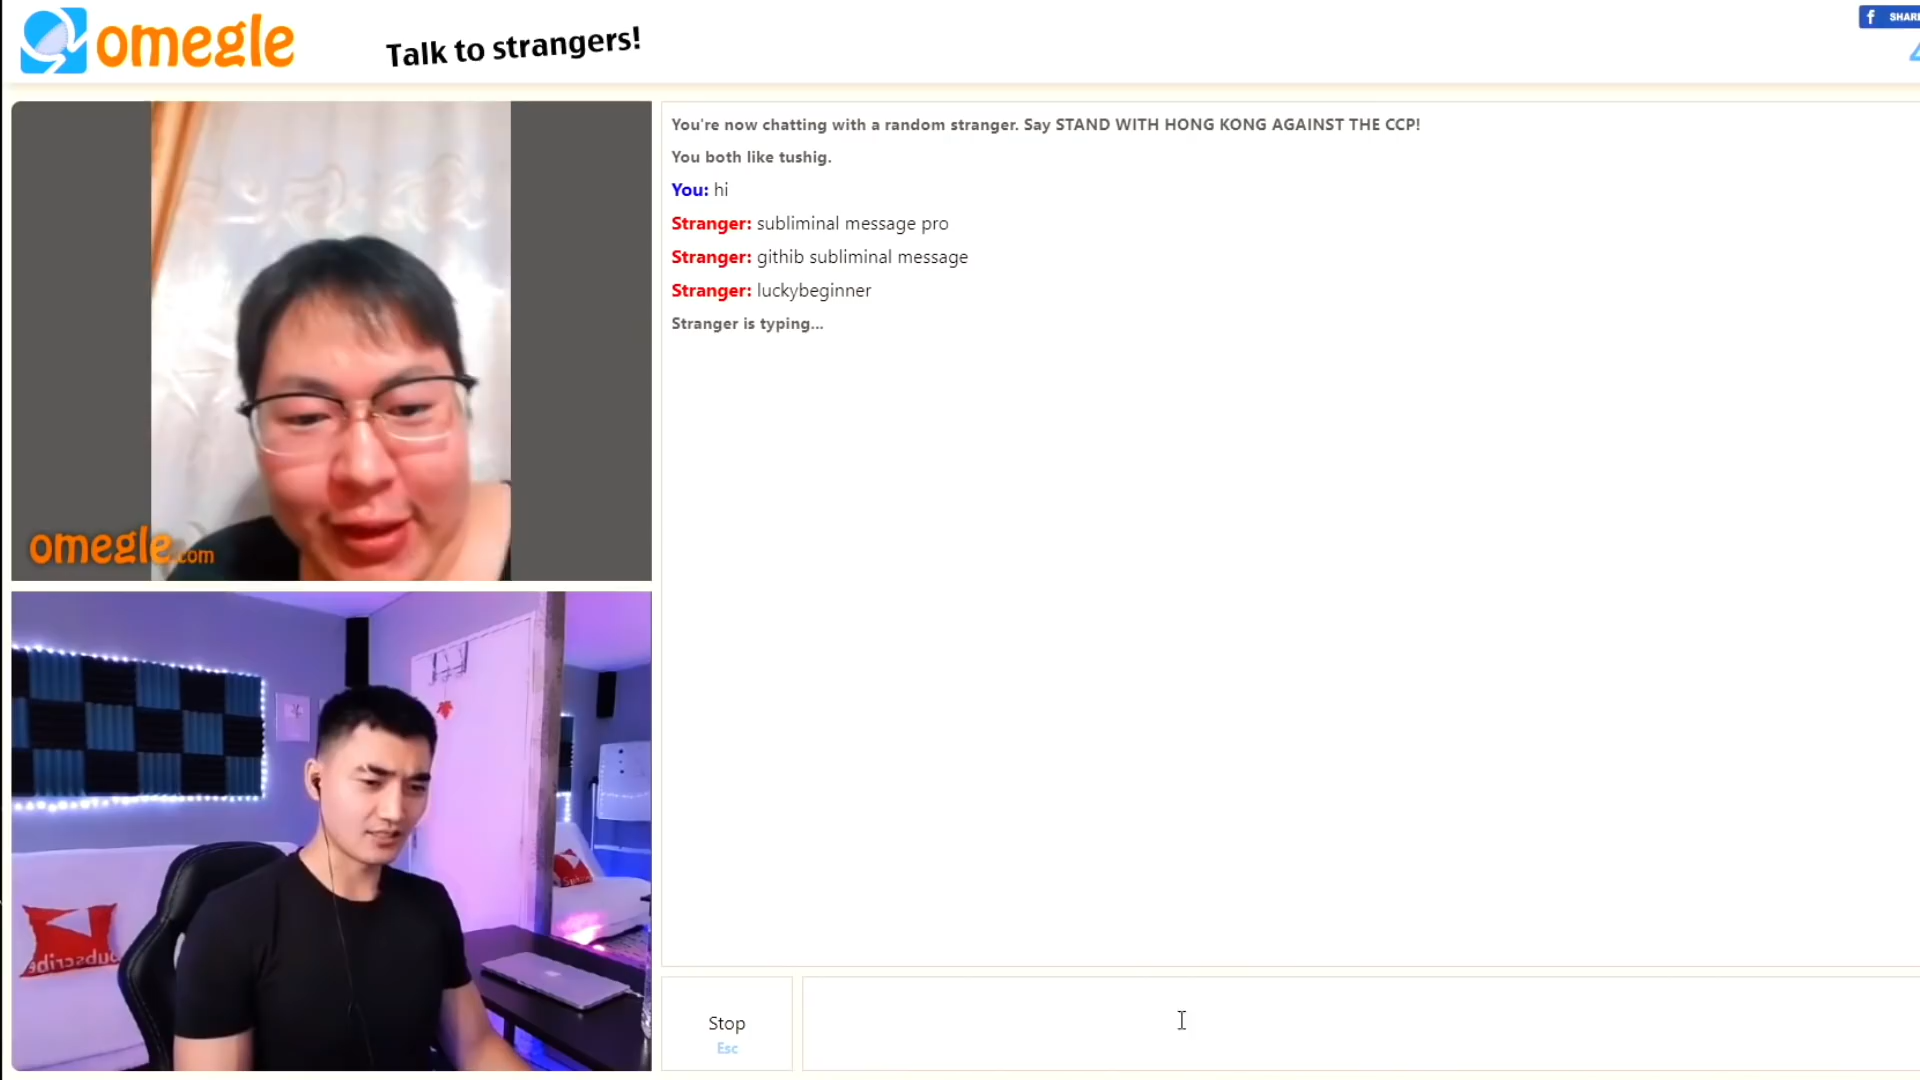 omegle
Talk to strangers!
SHARE
You're now chatting with a random stranger. Say STAND WITH HONG KONG AGAINST THE CCP!
You both like tushig.
You: hi
Stranger: subliminal message pro
Stranger: githib subliminal message
Stranger: luckybeginner
Stranger is typing...
omegle.com
Subscribe
Stop
Esc